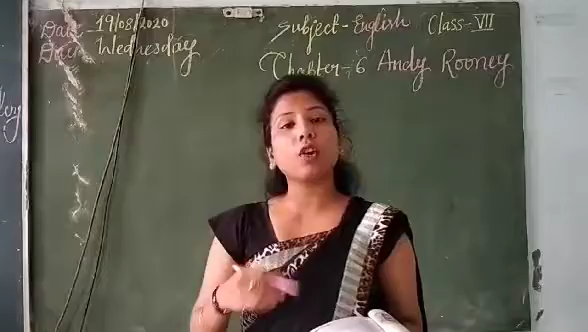 Date - 19/08/2020
Day - Wednesday
Subject - English Class - VII
Chapter - 6 Andy Rooney